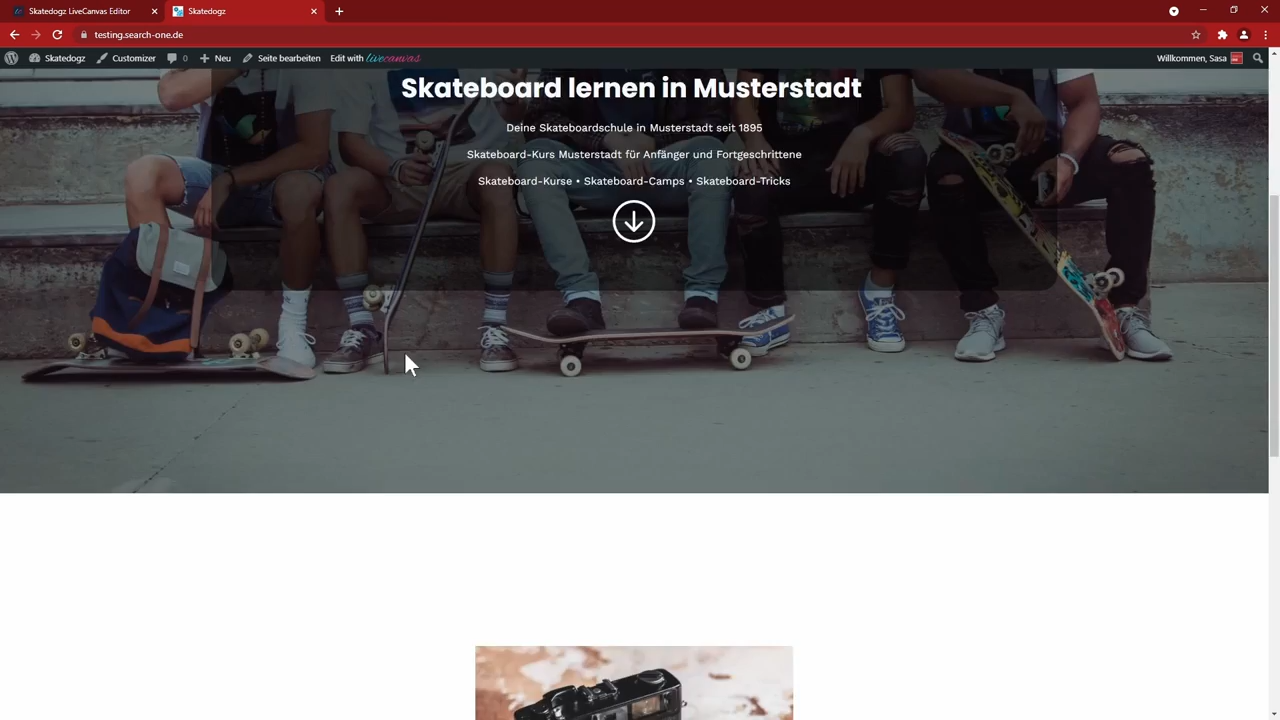 Skatedogz LiveCanvas Editor
Skatedogz
testing.search-one.de
Skatedogz Customizer 0 Neu Seite bearbeiten Edit with livecanvas Willkommen, Sasa
Skateboard lernen in Musterstadt
Deine Skateboardschule in Musterstadt seit 1895
Skateboard-Kurs Musterstadt für Anfänger und Fortgeschrittene
Skateboard-Kurse • Skateboard-Camps • Skateboard-Tricks